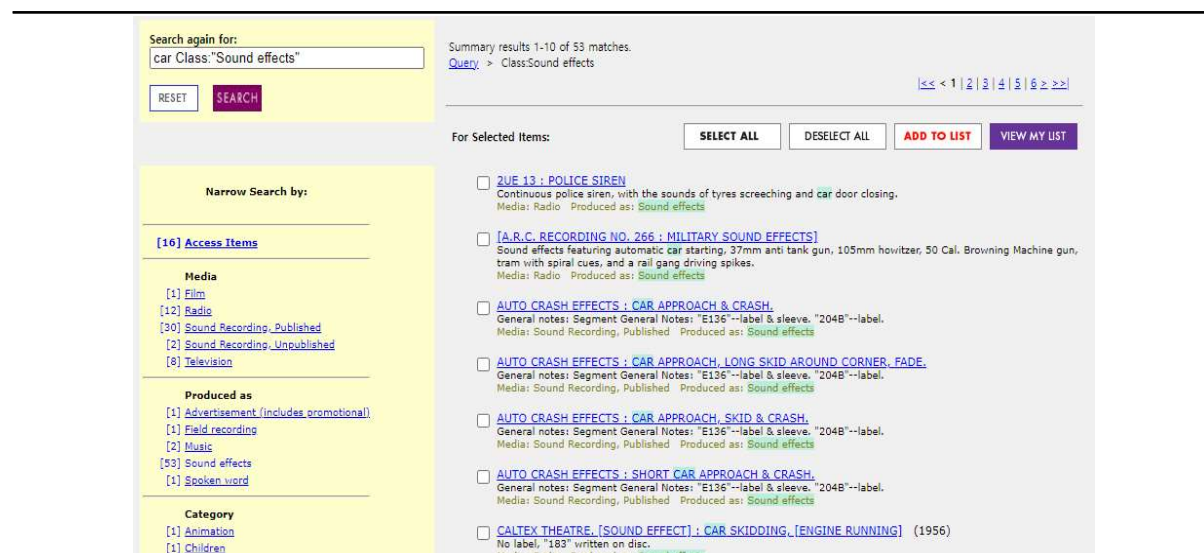 Search again for:
car Class:"Sound effects"
RESET SEARCH
Narrow Search by:
[16] Access Items
Media
[1] Film
[12] Radio
[30] Sound Recording, Published
[2] Sound Recording, Unpublished
[8] Television
Produced as
[1] Advertisement (includes promotional)
[1] Field recording
[2] Music
[53] Sound effects
[1] Spoken word
Category
[1] Animation
[1] Children
Summary results 1-10 of 53 matches.
Query > Class:Sound effects
|<< < 1 | 2 | 3 | 4 | 5 | 6 > >>|
For Selected Items: SELECT ALL DESELECT ALL ADD TO LIST VIEW MY LIST
2UE 13 : POLICE SIREN
Continuous police siren, with the sounds of tyres screeching and car door closing.
Media: Radio Produced as: Sound effects
[A.R.C. RECORDING NO. 266 : MILITARY SOUND EFFECTS]
Sound effects featuring automatic car starting, 37mm anti tank gun, 105mm howitzer, 50 Cal. Browning Machine gun,
tram with spiral cues, and a rail gang driving spikes.
Media: Radio Produced as: Sound effects
AUTO CRASH EFFECTS : CAR APPROACH & CRASH.
General notes: Segment General Notes: "E136"--label & sleeve. "204B"--label.
Media: Sound Recording, Published Produced as: Sound effects
AUTO CRASH EFFECTS : CAR APPROACH, LONG SKID AROUND CORNER, FADE.
General notes: Segment General Notes: "E136"--label & sleeve. "204B"--label.
Media: Sound Recording, Published Produced as: Sound effects
AUTO CRASH EFFECTS : CAR APPROACH, SKID & CRASH.
General notes: Segment General Notes: "E136"--label & sleeve. "204B"--label.
Media: Sound Recording, Published Produced as: Sound effects
AUTO CRASH EFFECTS : SHORT CAR APPROACH & CRASH.
General notes: Segment General Notes: "E136"--label & sleeve. "204B"--label.
Media: Sound Recording, Published Produced as: Sound effects
CALTEX THEATRE. [SOUND EFFECT] : CAR SKIDDING, [ENGINE RUNNING] (1956)
No label, "183" written on disc.